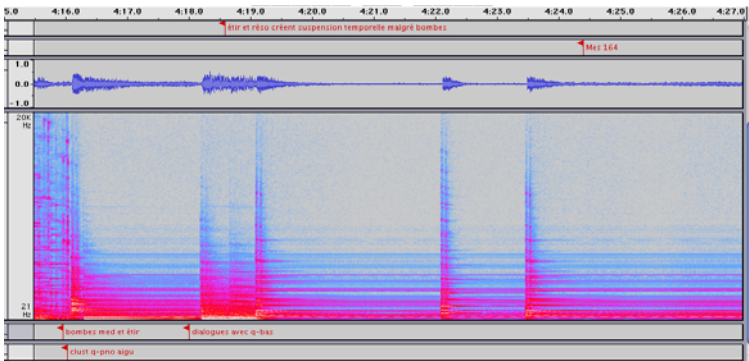 5.0 4:16.0 4:17.0 4:18.0 4:19.0 4:20.0 4:21.0 4:22.0 4:23.0 4:24.0 4:25.0 4:26.0 4:27.0
étir et réso créent suspension temporelle malgré bombes
Mes 164
1.0
0.0
-1.0
20K
Hz
21
Hz
bombes med et étir dialogues avec q-bas
clust q-pno aigu